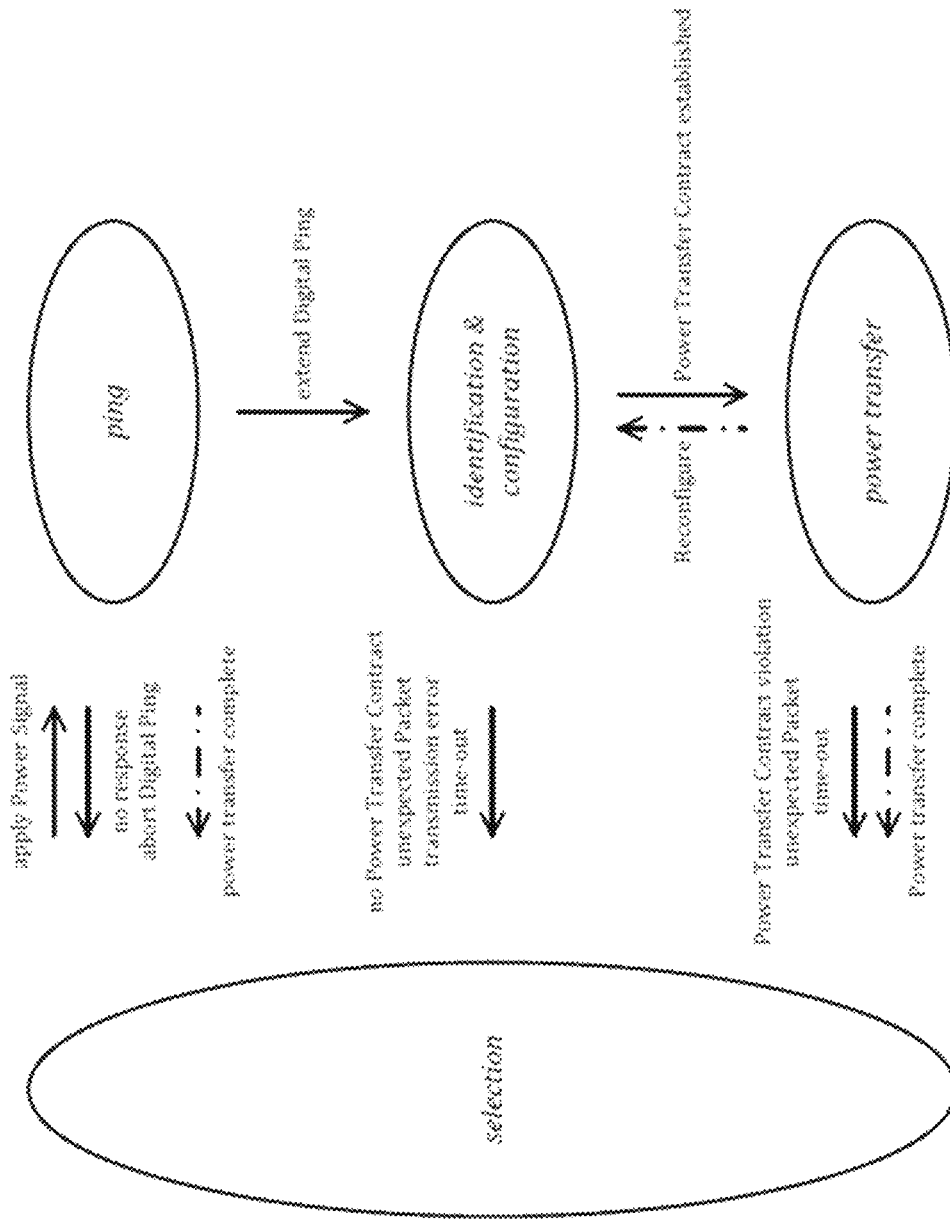 selection
apply Power Signal
no response
abort Digital Ping
power transfer complete
no Power Transfer Contract
unexpected Packet
transmission error
time-out
Power Transfer Contract violation
unexpected Packet
time-out
Power transfer complete
ping
extend Digital Ping
identification &
configuration
Reconfigure
Power Transfer Contract established
power transfer